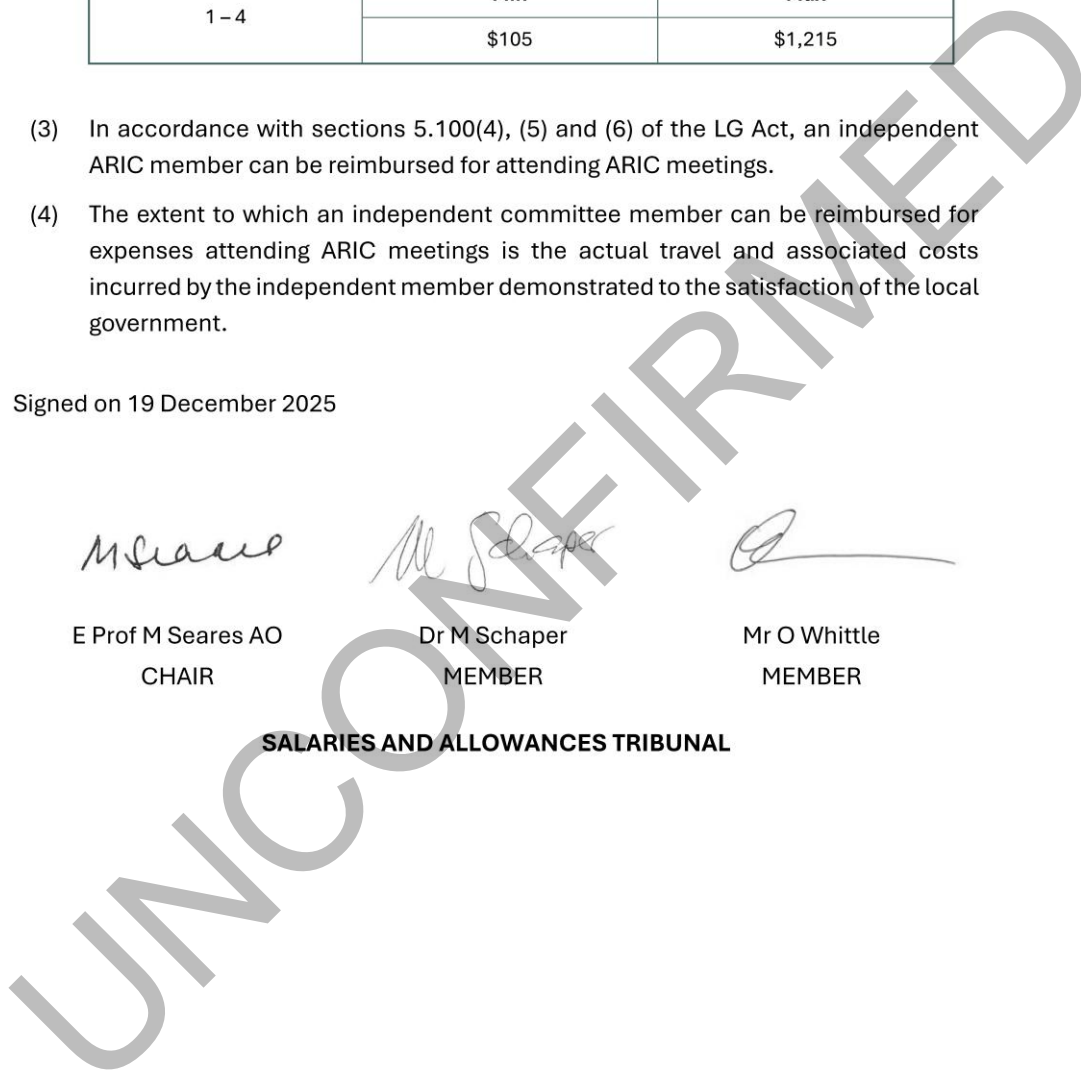 1 – 4
$105 $1,215
(3) In accordance with sections 5.100(4), (5) and (6) of the LG Act, an independent
ARIC member can be reimbursed for attending ARIC meetings.
(4) The extent to which an independent committee member can be reimbursed for
expenses attending ARIC meetings is the actual travel and associated costs
incurred by the independent member demonstrated to the satisfaction of the local
government.
Signed on 19 December 2025
M Schaper
E Prof M Seares AO Dr M Schaper Mr O Whittle
CHAIR MEMBER MEMBER
SALARIES AND ALLOWANCES TRIBUNAL
UNCONFIRMED